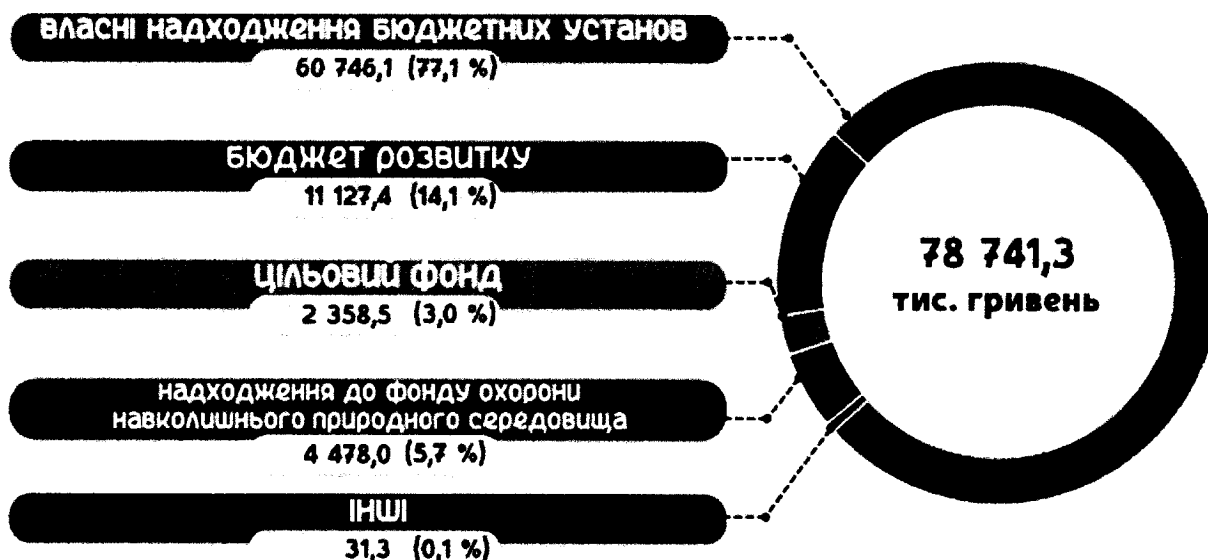 ВЛАСНІ НАДХОДЖЕННЯ БЮДЖЕТНИХ УСТАНОВ
60 746,1 (77,1 %)
БЮДЖЕТ РОЗВИТКУ
11 127,4 (14,1 %)
ЦІЛЬОВИЙ ФОНД
2 358,5 (3,0 %)
НАДХОДЖЕННЯ ДО ФОНДУ ОХОРОНИ
НАВКОЛИШНЬОГО ПРИРОДНОГО СЕРЕДОВИЩА
4 478,0 (5,7 %)
ІНШІ
31,3 (0,1 %)
78 741,3
тис. гривень